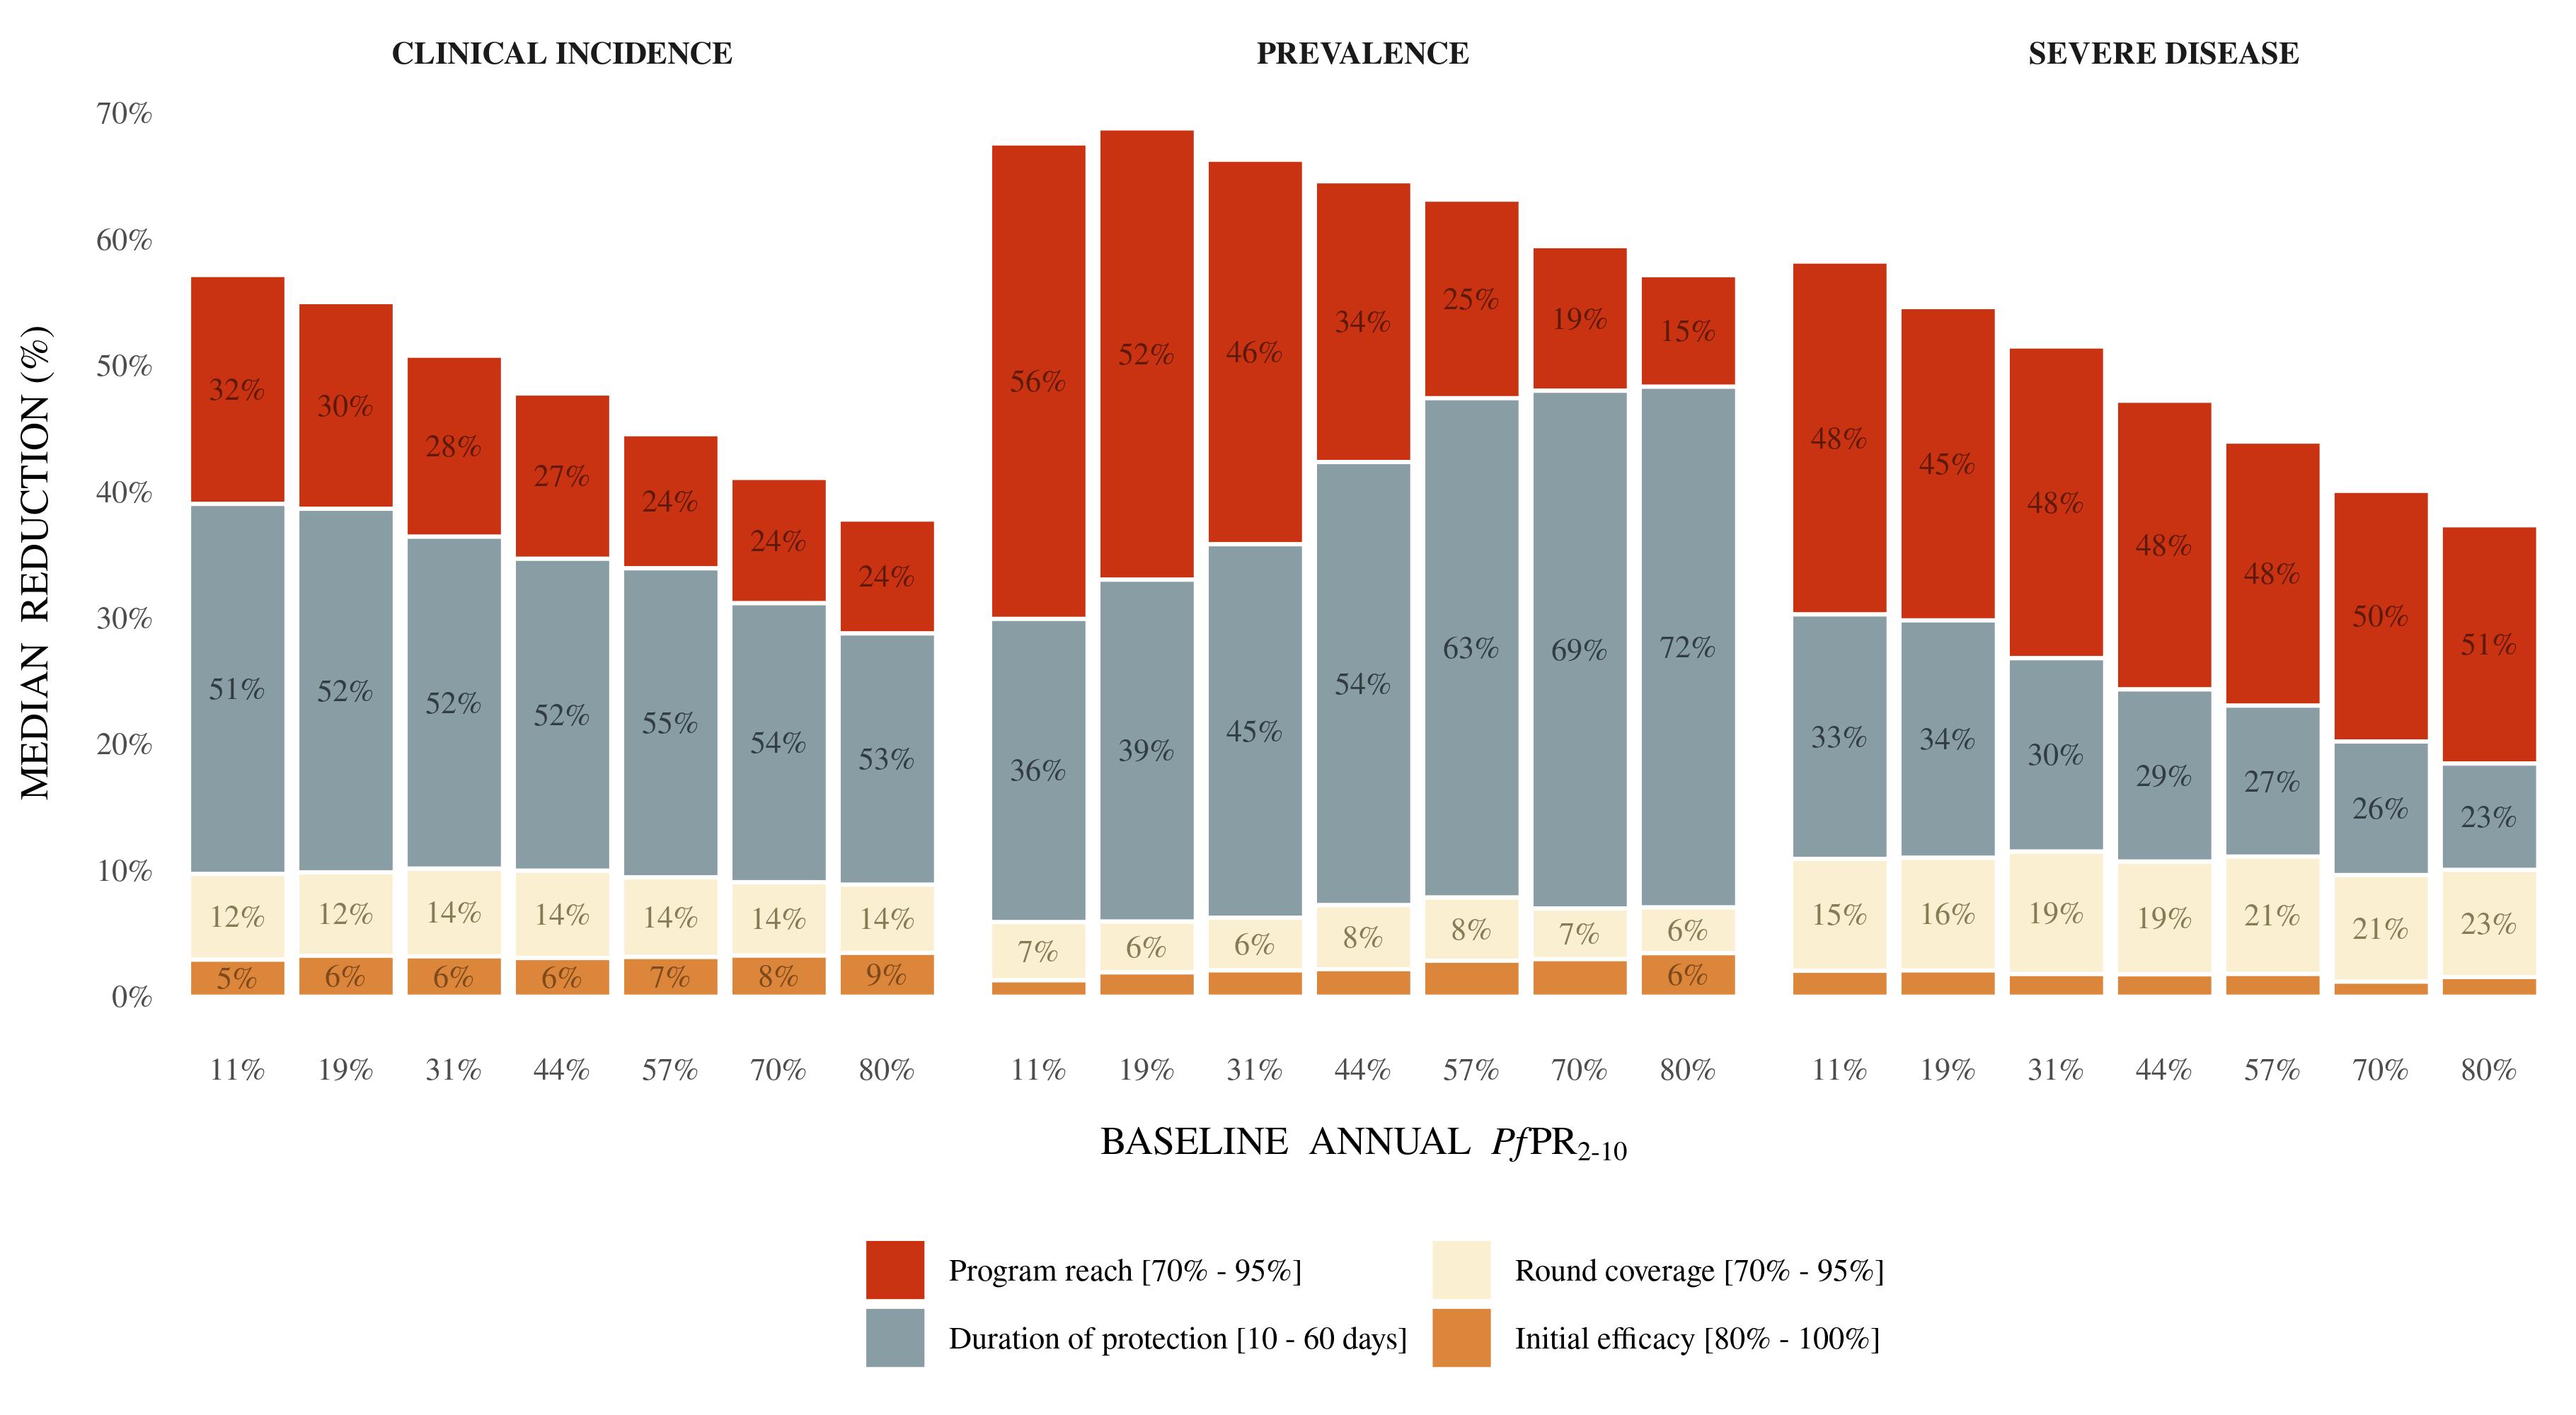 CLINICAL INCIDENCE
PREVALENCE
SEVERE DISEASE
MEDIAN REDUCTION (%)
70%
60%
50%
40%
30%
20%
10%
0%
32% 30% 28% 27% 24% 24% 24%
51% 52% 52% 52% 55% 54% 53%
12% 12% 14% 14% 14% 14% 14%
5% 6% 6% 6% 7% 8% 9%
56% 52% 46% 34% 25% 19% 15%
36% 39% 45% 54% 63% 69% 72%
7% 6% 6% 8% 8% 7% 6%
6%
48% 45% 48% 48% 48% 50% 51%
33% 34% 30% 29% 27% 26% 23%
15% 16% 19% 19% 21% 21% 23%
11% 19% 31% 44% 57% 70% 80%
11% 19% 31% 44% 57% 70% 80%
11% 19% 31% 44% 57% 70% 80%
BASELINE ANNUAL PfPR2-10
Program reach [70% - 95%]
Duration of protection [10 - 60 days]
Round coverage [70% - 95%]
Initial efficacy [80% - 100%]